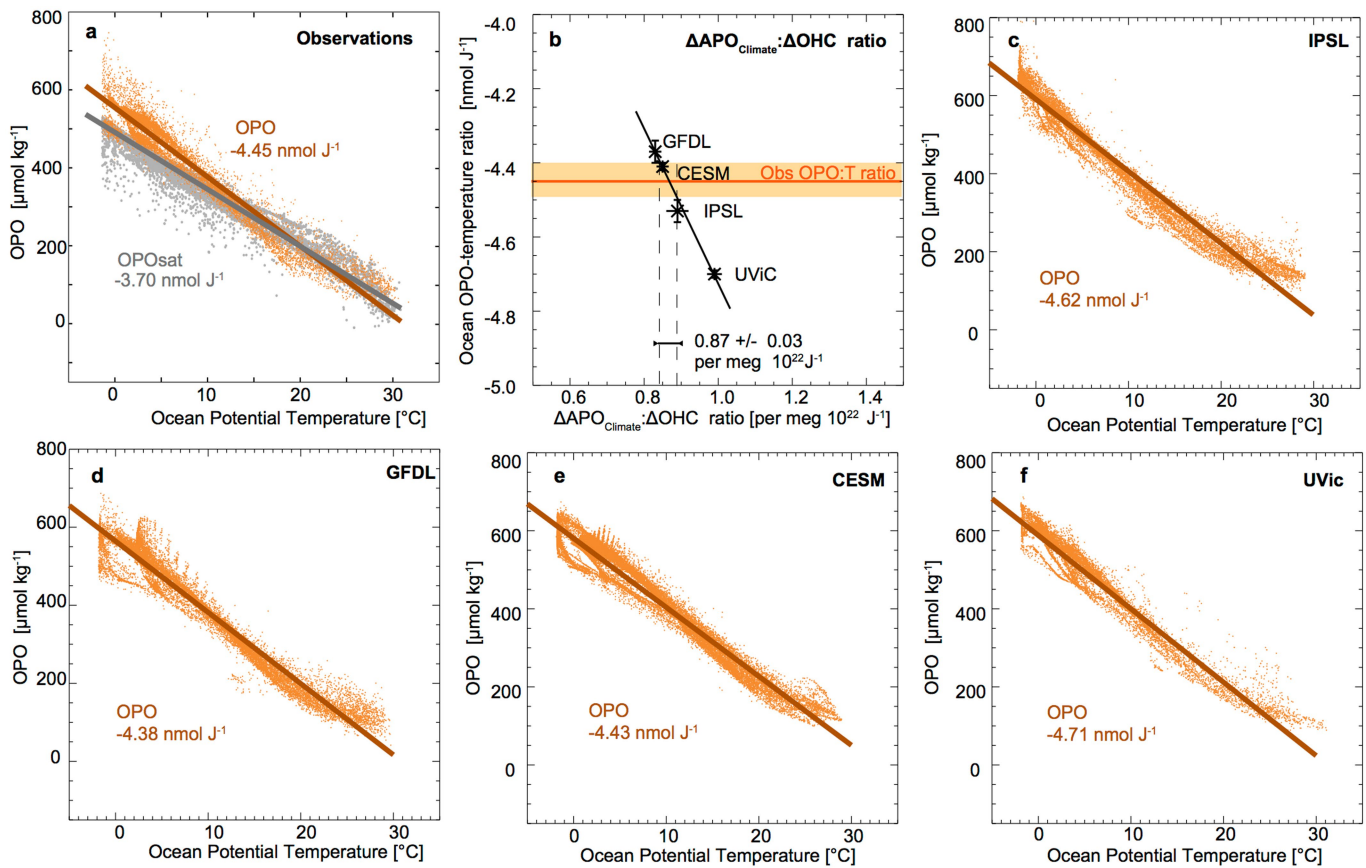 a
Observations
800
600
400
200
0
OPO [µmol kg⁻¹]
OPO
-4.45 nmol J⁻¹
OPOsat
-3.70 nmol J⁻¹
0 10 20 30
Ocean Potential Temperature [°C]
b
ΔAPOClimate:ΔOHC ratio
-4.0
-4.2
-4.4
-4.6
-4.8
-5.0
Ocean OPO-temperature ratio [nmol J⁻¹]
GFDL
CESM
Obs OPO:T ratio
IPSL
UViC
0.87 +/- 0.03
per meg 10²²J⁻¹
0.6 0.8 1.0 1.2 1.4
ΔAPOClimate:ΔOHC ratio [per meg 10²² J⁻¹]
c
IPSL
800
600
400
200
0
OPO [µmol kg⁻¹]
OPO
-4.62 nmol J⁻¹
0 10 20 30
Ocean Potential Temperature [°C]
d
GFDL
800
600
400
200
0
OPO [µmol kg⁻¹]
OPO
-4.38 nmol J⁻¹
0 10 20 30
Ocean Potential Temperature [°C]
e
CESM
800
600
400
200
0
OPO [µmol kg⁻¹]
OPO
-4.43 nmol J⁻¹
0 10 20 30
Ocean Potential Temperature [°C]
f
UVic
800
600
400
200
0
OPO [µmol kg⁻¹]
OPO
-4.71 nmol J⁻¹
0 10 20 30
Ocean Potential Temperature [°C]